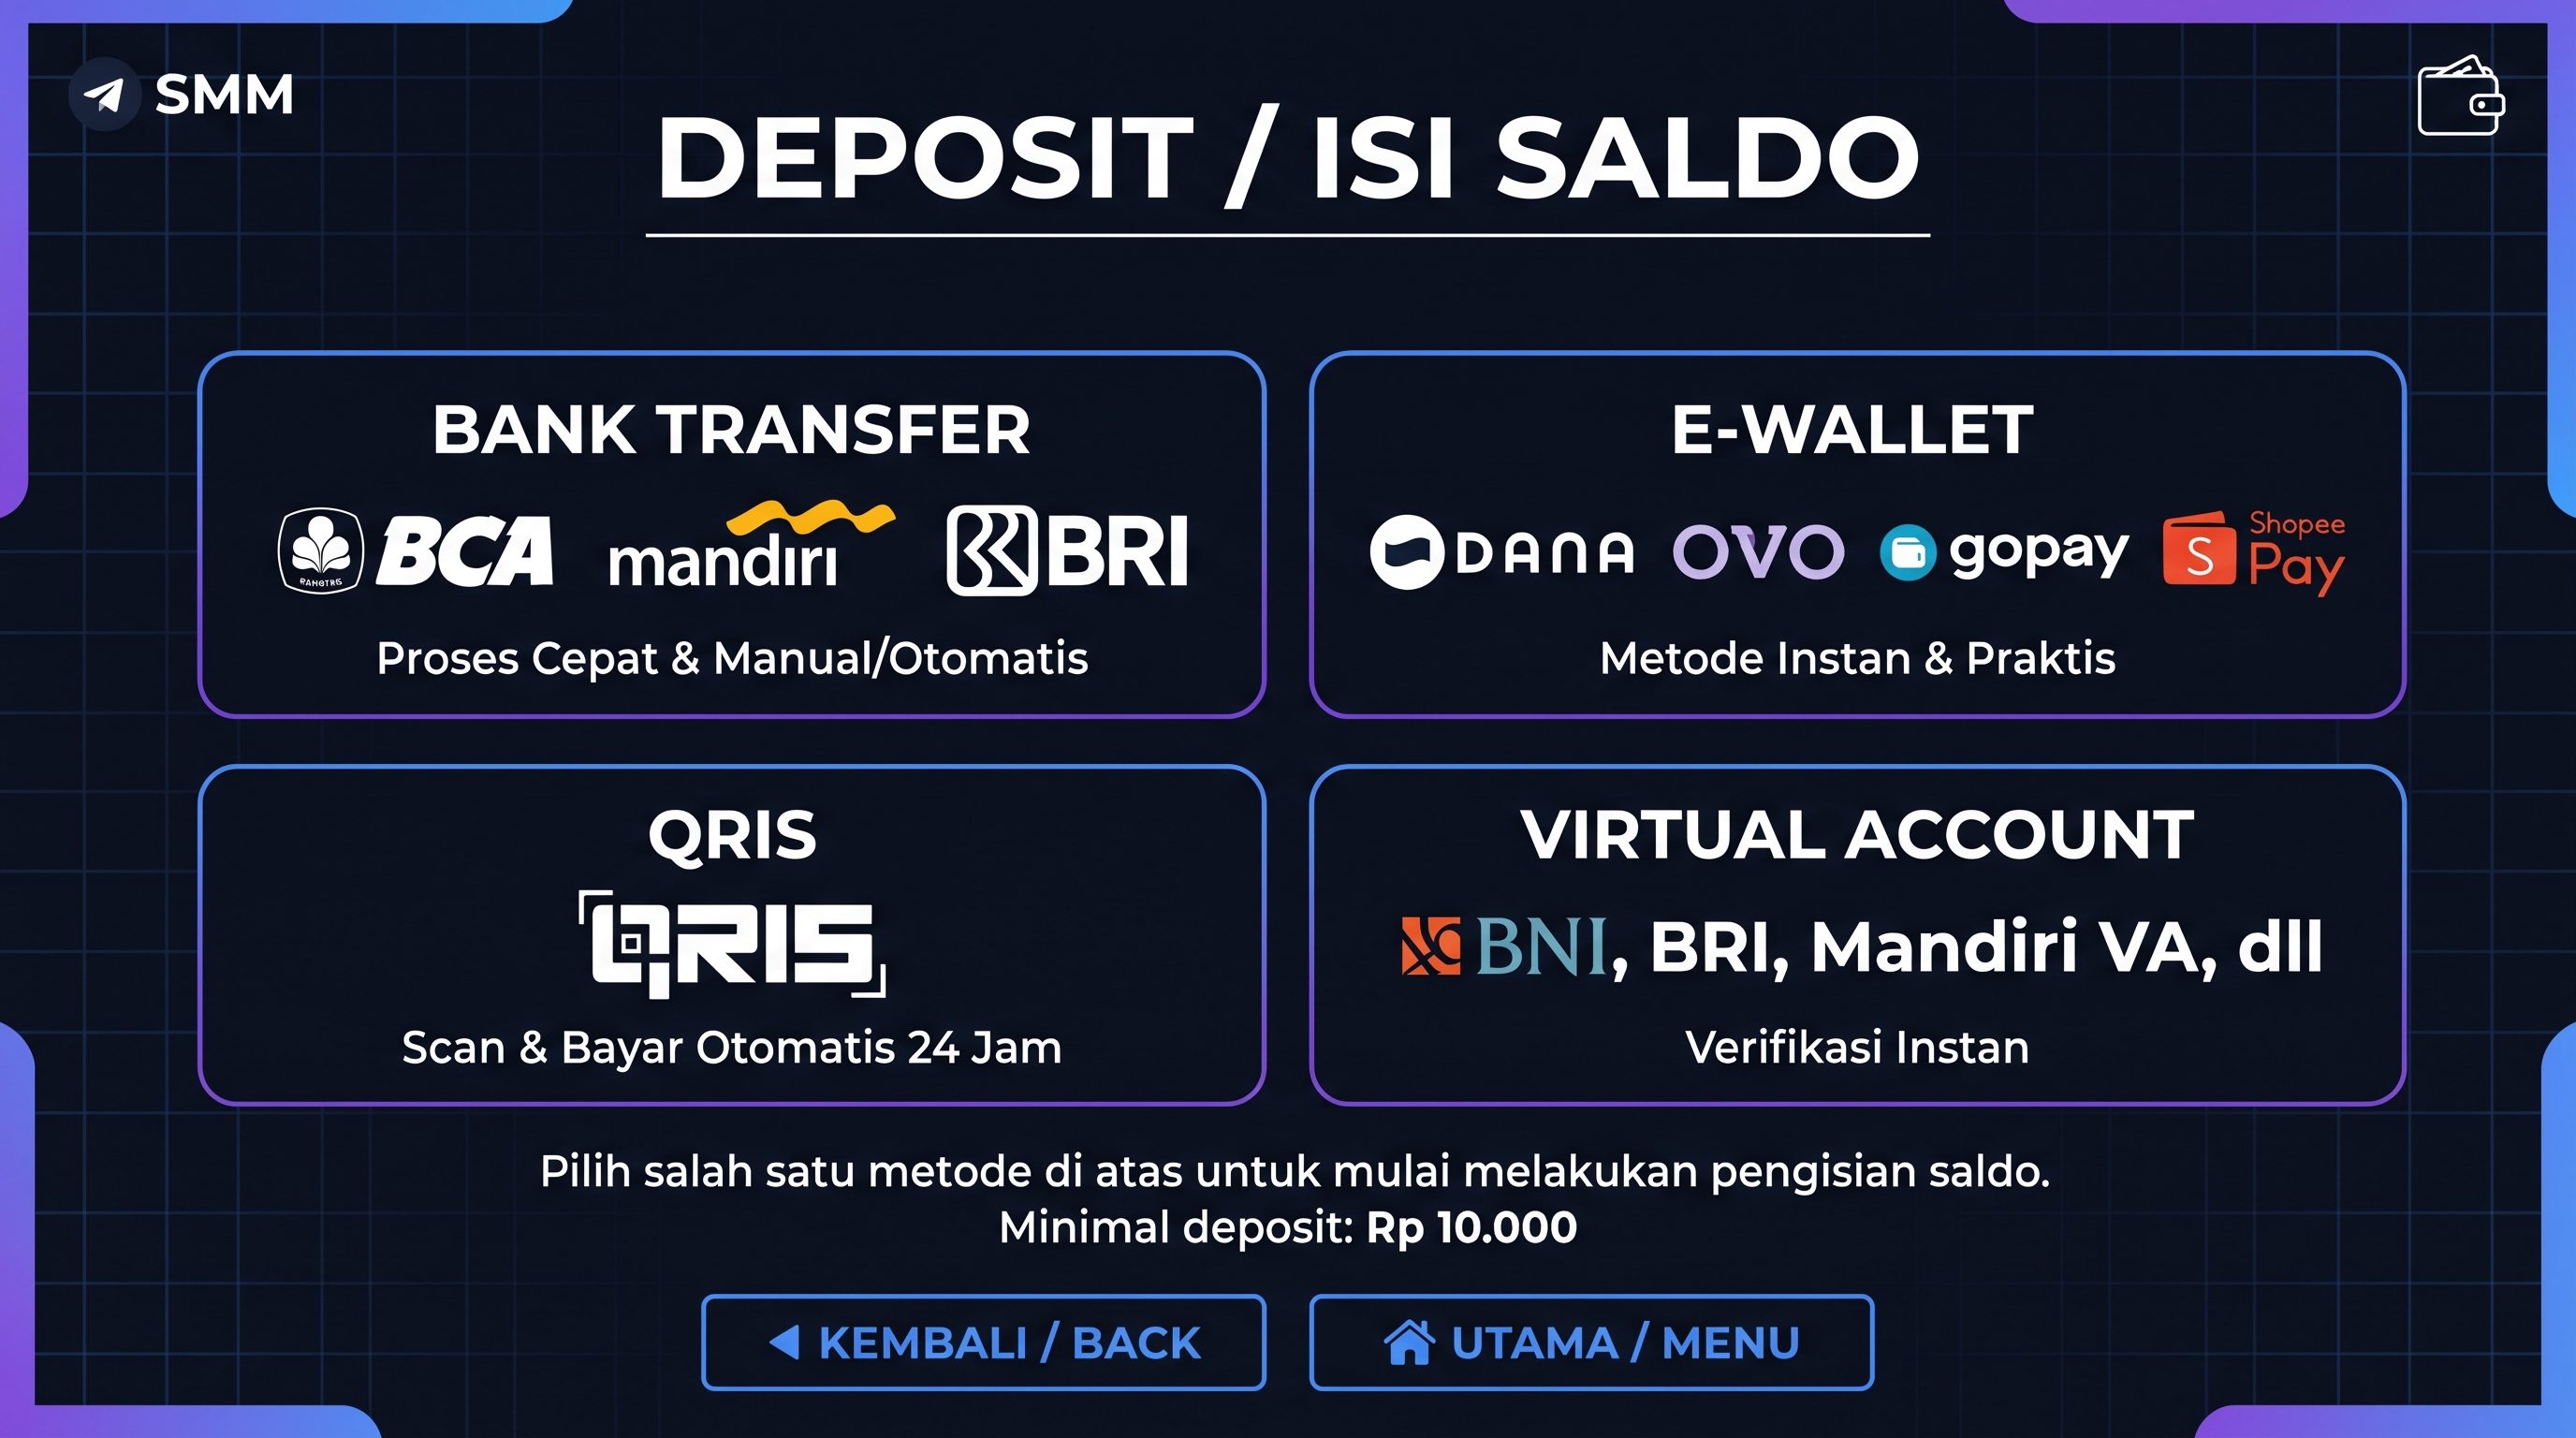 SMM
DEPOSIT / ISI SALDO
BANK TRANSFER
BCA mandiri BRI
Proses Cepat & Manual/Otomatis
E-WALLET
DANA OVO gopay Shopee Pay
Metode Instan & Praktis
QRIS
QRIS
Scan & Bayar Otomatis 24 Jam
VIRTUAL ACCOUNT
BNI, BRI, Mandiri VA, dll
Verifikasi Instan
Pilih salah satu metode di atas untuk mulai melakukan pengisian saldo.
Minimal deposit: Rp 10.000
KEMBALI / BACK
UTAMA / MENU